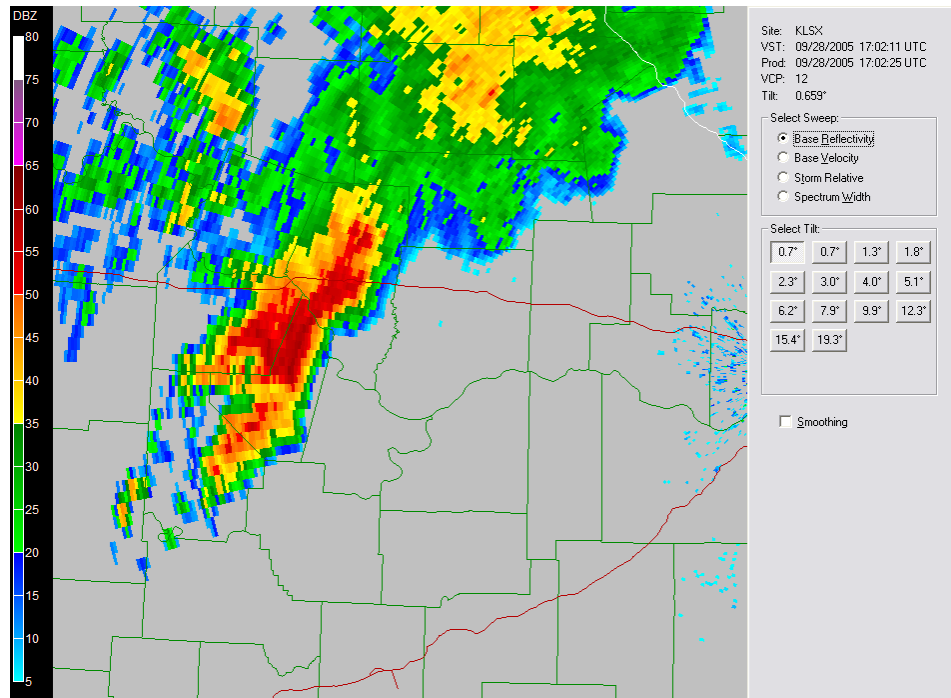 DBZ
80
75
70
65
60
55
50
45
40
35
30
25
20
15
10
5
Site: KLSX
VST: 09/28/2005 17:02:11 UTC
Prod: 09/28/2005 17:02:25 UTC
VCP: 12
Tilt: 0.659°
Select Sweep:
Base Reflectivity
Base Velocity
Storm Relative
Spectrum Width
Select Tilt:
0.7° 0.7° 1.3° 1.8°
2.3° 3.0° 4.0° 5.1°
6.2° 7.9° 9.9° 12.3°
15.4° 19.3°
Smoothing